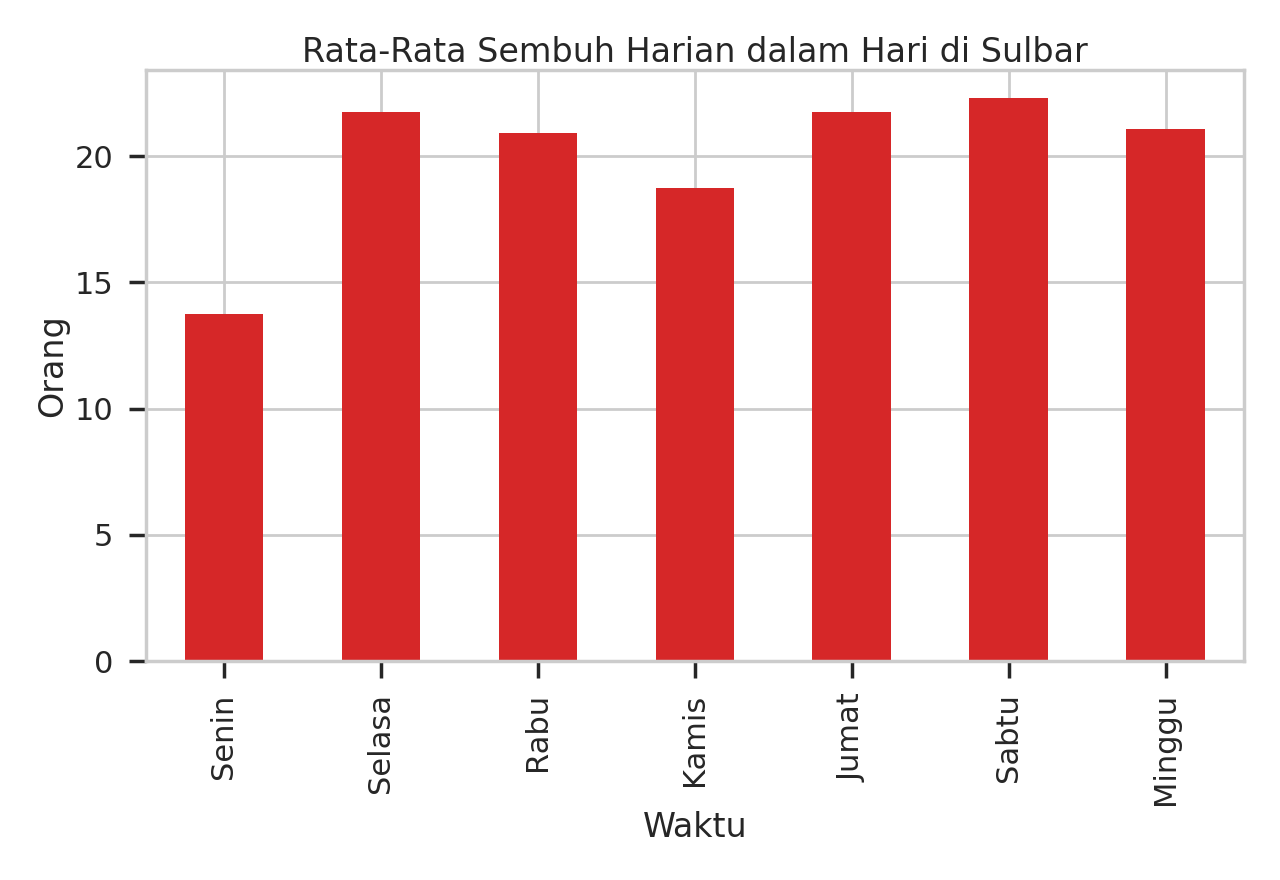 Rata-Rata Sembuh Harian dalam Hari di Sulbar
Orang
20
15
10
5
0
Senin
Selasa
Rabu
Kamis
Jumat
Sabtu
Minggu
Waktu